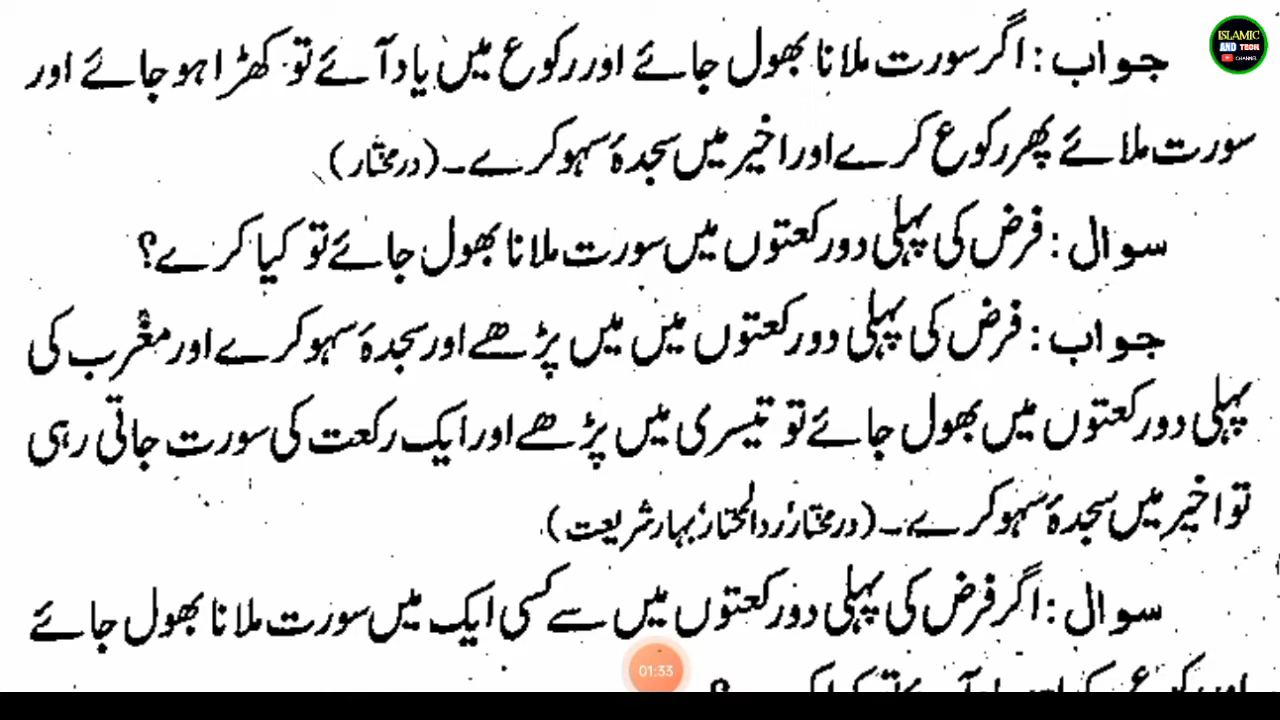 ISLAMIC
AND TECH
CHANNEL
جواب : اگر سورت ملانا بھول جائے اور رکوع میں یاد آئے تو کھڑا ہو جائے اور
سورت ملائے پھر رکوع کرے اور اخیر میں سجدۂ سہو کرے۔ (درمختار)
سوال : فرض کی پہلی دو رکعتوں میں سورت ملانا بھول جائے تو کیا کرے؟
جواب : فرض کی پہلی دو رکعتوں میں میں پڑھے اور سجدۂ سہو کرے اور مغرب کی
پہلی دو رکعتوں میں بھول جائے تو تیسری میں پڑھے اور ایک رکعت کی سورت جاتی رہی
تو اخیر میں سجدۂ سہو کرے۔ (درمختار، ردالمحتار، بہار شریعت)
سوال : اگر فرض کی پہلی دو رکعتوں میں سے کسی ایک میں سورت ملانا بھول جائے
01:33